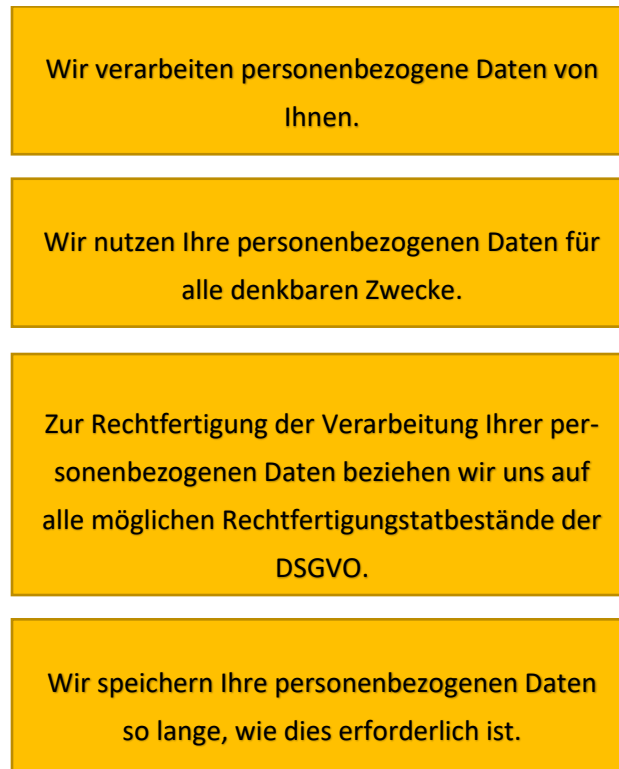 Wir verarbeiten personenbezogene Daten von
Ihnen.
Wir nutzen Ihre personenbezogenen Daten für
alle denkbaren Zwecke.
Zur Rechtfertigung der Verarbeitung Ihrer per-
sonenbezogenen Daten beziehen wir uns auf
alle möglichen Rechtfertigungstatbestände der
DSGVO.
Wir speichern Ihre personenbezogenen Daten
so lange, wie dies erforderlich ist.